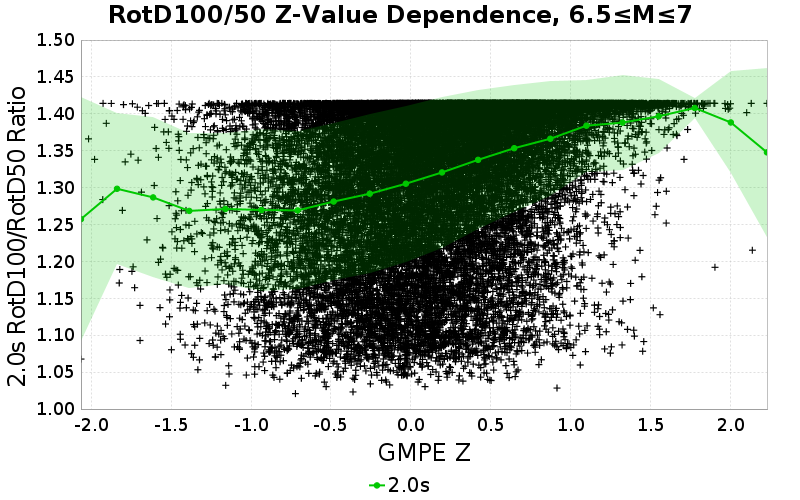 RotD100/50 Z-Value Dependence, 6.5≤M≤7
1.50
1.45
1.40
1.35
1.30
1.25
1.20
1.15
1.10
1.05
1.00
2.0s RotD100/RotD50 Ratio
-2.0 -1.5 -1.0 -0.5 0.0 0.5 1.0 1.5 2.0
GMPE Z
2.0s